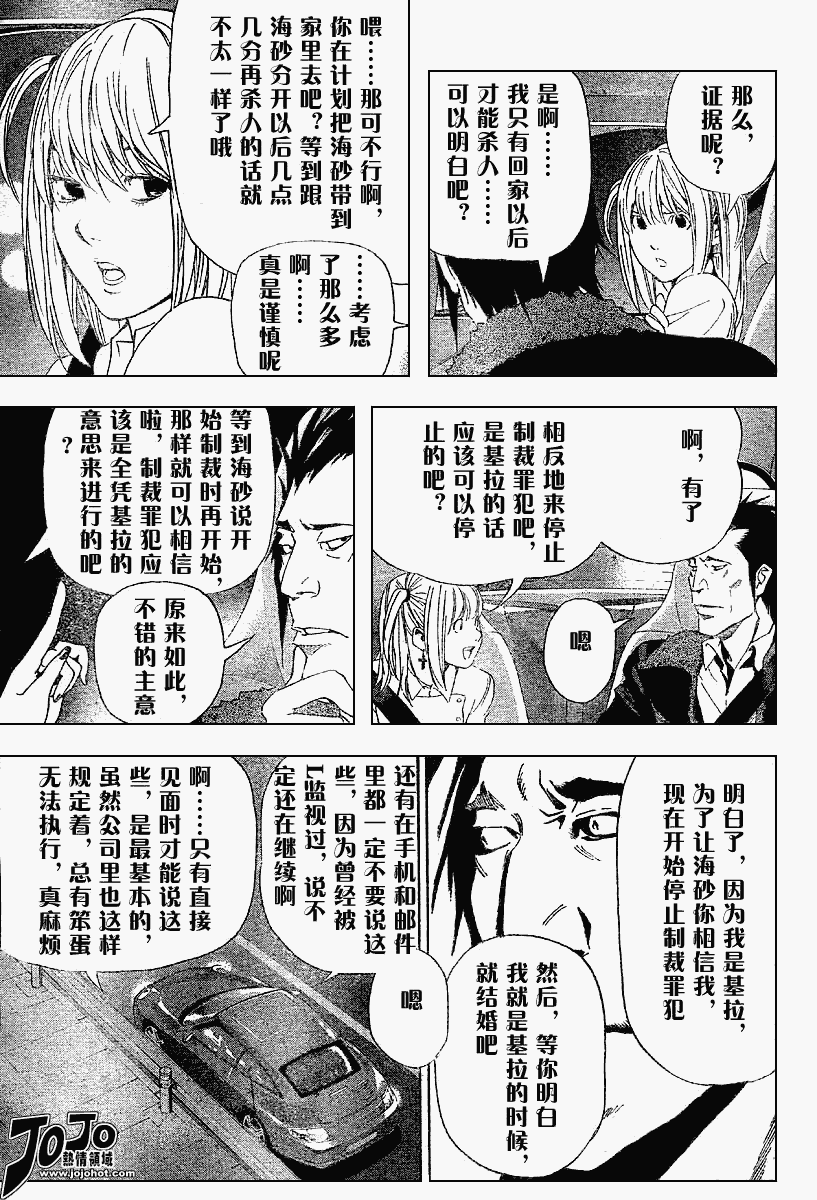 那么，
证据呢？
是啊……
我只有回家以后
才能杀人……
可以明白吧？
喂……那可不行啊，
你在计划把海砂带到
家里去吧？等到跟
海砂分开以后几点
几分再杀人的话就
不太一样了哦
……考虑
了那么多
啊……
真是谨慎呢
啊，有了
相反地来停止
制裁罪犯吧，
是基拉的话
应该可以停
止的吧？
嗯
等到海砂说开
始制裁时再开始，
那样就可以相信
啦，制裁罪犯应
该是全凭基拉的
意思来进行的吧
？
原来如此，
不错的主意
明白了，因为我是基拉，
为了让海砂你相信我，
现在开始停止制裁罪犯
然后，等你明白
我就是基拉的时候，
就结婚吧
还有在手机和邮件
里都一定不要说这
些，因为曾经被
L监视过，说不
定还在继续啊
嗯
啊……只有直接
见面时才能说这
些，是最基本的，
虽然公司里也这样
规定着，总有笨蛋
无法执行，真麻烦
JOJO
熱情領域
www.jojohot.com